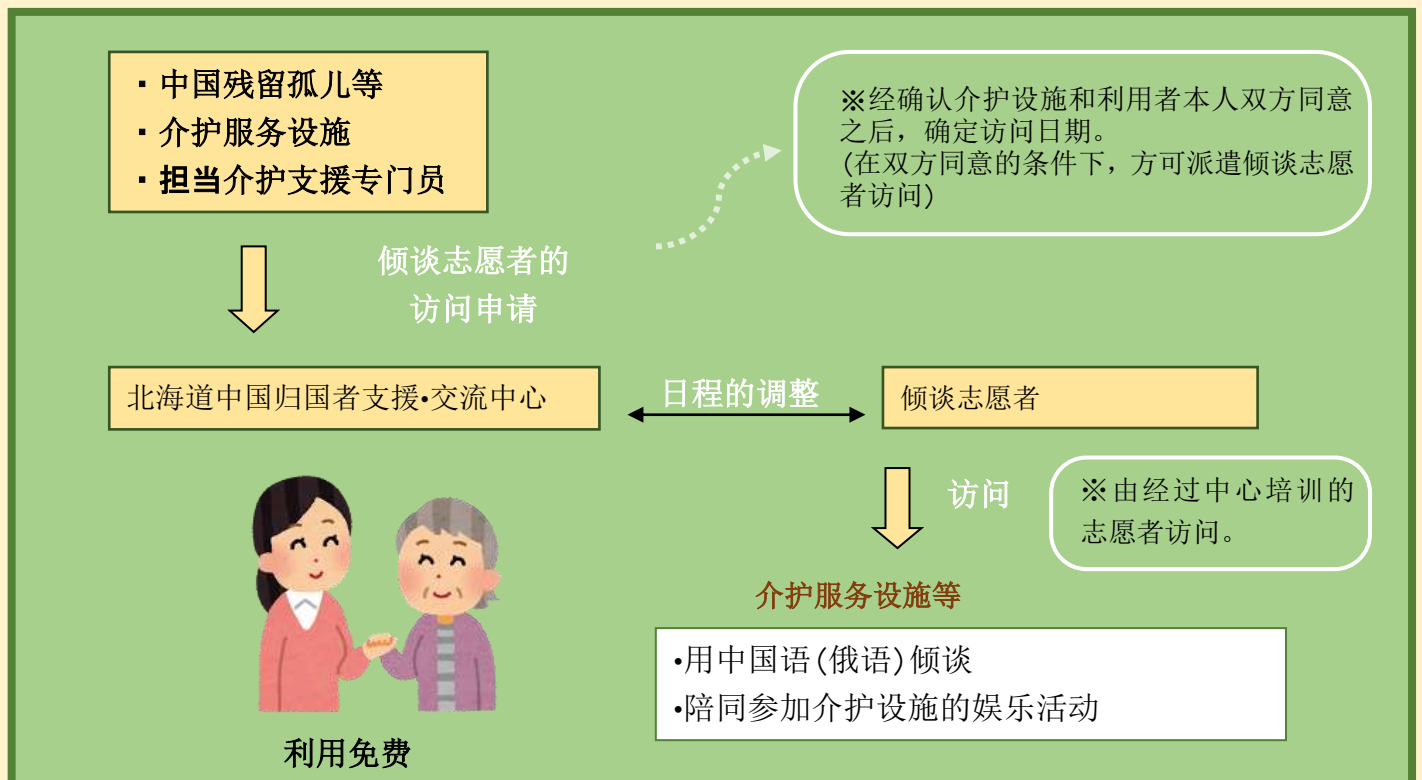 ▪中国残留孤儿等
▪介护服务设施
▪担当介护支援专门员
※经确认介护设施和利用者本人双方同意
之后，确定访问日期。
(在双方同意的条件下，方可派遣倾谈志愿
者访问)
倾谈志愿者的
访问申请
北海道中国归国者支援•交流中心
日程的调整
倾谈志愿者
访问
※由经过中心培训的
志愿者访问。
介护服务设施等
•用中国语(俄语)倾谈
•陪同参加介护设施的娱乐活动
利用免费